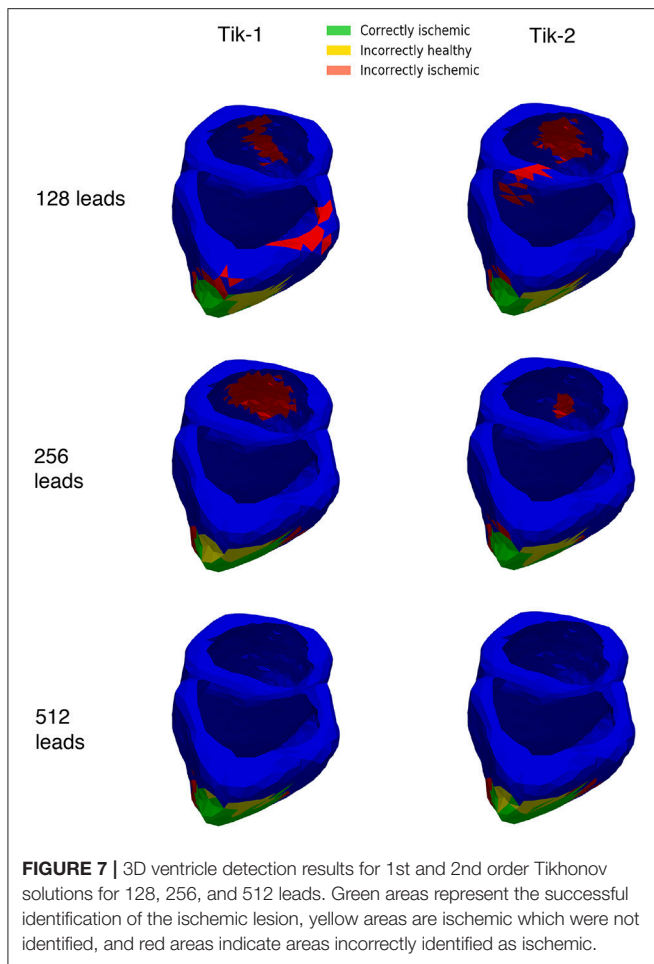 Tik-1
Correctly ischemic
Incorrectly healthy
Incorrectly ischemic
Tik-2
128 leads
256
leads
512
leads
FIGURE 7 | 3D ventricle detection results for 1st and 2nd order Tikhonov
solutions for 128, 256, and 512 leads. Green areas represent the successful
identification of the ischemic lesion, yellow areas are ischemic which were not
identified, and red areas indicate areas incorrectly identified as ischemic.